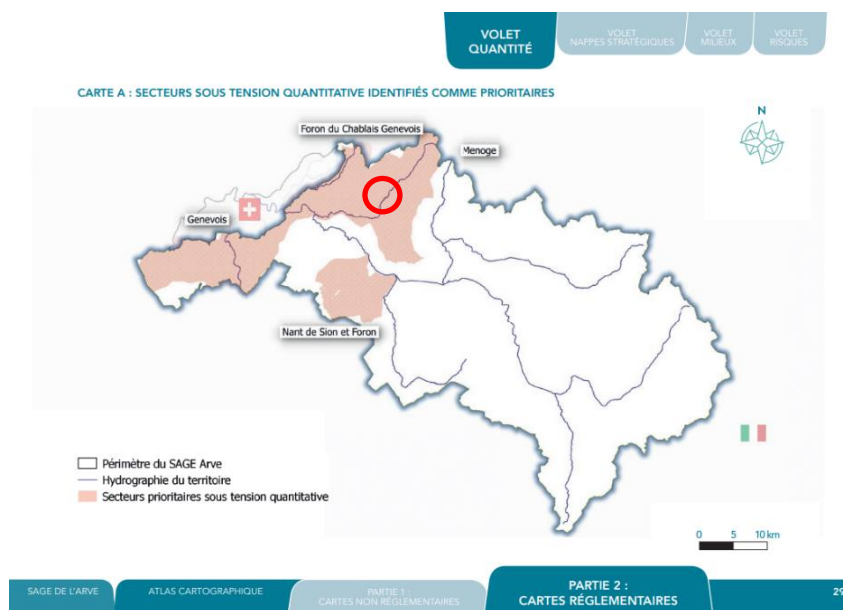 VOLET
QUANTITÉ
VOLET
NAPPES STRATÉGIQUES
VOLET
MILIEUX
VOLET
RISQUES
CARTE A : SECTEURS SOUS TENSION QUANTITATIVE IDENTIFIÉS COMME PRIORITAIRES
N
Foron du Chablais Genevois
Menoge
Genevois
Nant de Sion et Foron
Périmètre du SAGE Arve
Hydrographie du territoire
Secteurs prioritaires sous tension quantitative
0 5 10 km
SAGE DE L'ARVE
ATLAS CARTOGRAPHIQUE
PARTIE 1 :
CARTES NON RÉGLEMENTAIRES
PARTIE 2 :
CARTES RÉGLEMENTAIRES
29